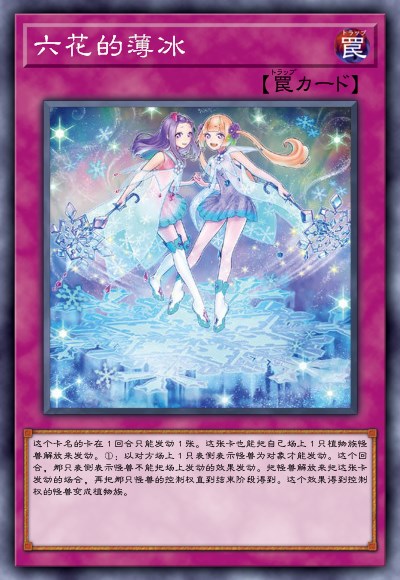 六花的薄冰
トラップ
罠
トラップ
【罠カード】
这个卡名的卡在1回合只能发动1张。这张卡也能把自己场上1只植物族怪
兽解放来发动。①：以对方场上1只表侧表示怪兽为对象才能发动。这个回
合，那只表侧表示怪兽不能把场上发动的效果发动。把怪兽解放来把这张卡
发动的场合，再把那只怪兽的控制权直到结束阶段得到。这个效果得到控制
权的怪兽变成植物族。